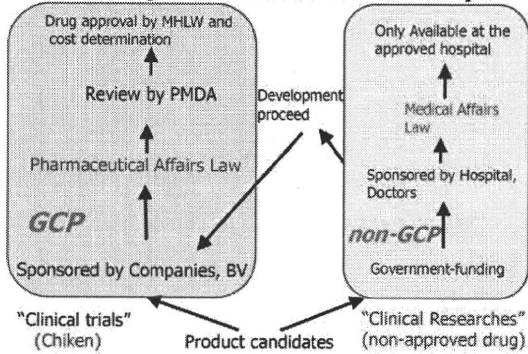 Drug approval by MHLW and
cost determination
Review by PMDA
Pharmaceutical Affairs Law
GCP
Sponsored by Companies, BV
"Clinical trials"
(Chiken)
Development
proceed
Product candidates
Only Available at the
approved hospital
Medical Affairs
Law
Sponsored by Hospital,
Doctors
non-GCP
Government-funding
"Clinical Researches"
(non-approved drug)